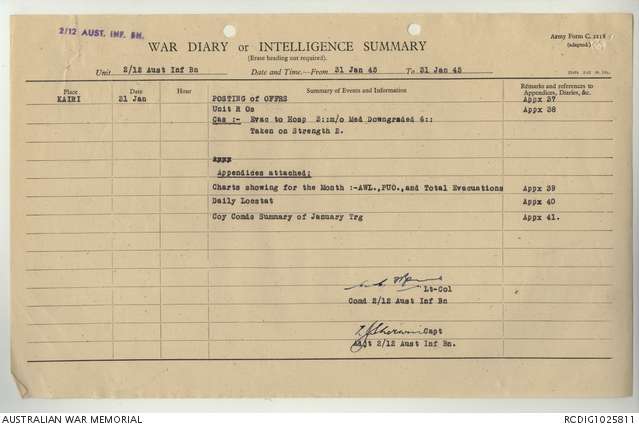 2/12 AUST. INF. BN.
Army Form C. 2118
(adapted)
WAR DIARY or INTELLIGENCE SUMMARY
(Erase heading not required).
Unit 2/12 Aust Inf Bn Date and Time—From 31 Jan 45 To 31 Jan 45
Place Date Hour Summary of Events and Information Remarks and references to Appendices, Diaries, &c.
KAIRI 31 Jan POSTING of OFFRS Appx 37
Unit R Os Appx 38
Cas :- Evac to Hosp 2::m/o Med Downgraded 4::
Taken on Strength 2.
Appx
Appendices attached;
Charts showing for the Month :-AWL.,PUO.,and Total Evacuations Appx 39
Daily Locstat Appx 40
Coy Comds Summary of January Trg Appx 41.
Lt-Col
Comd 2/12 Aust Inf Bn
Capt
Adjt 2/12 Aust Inf Bn.
AUSTRALIAN WAR MEMORIAL RCDIG1025811